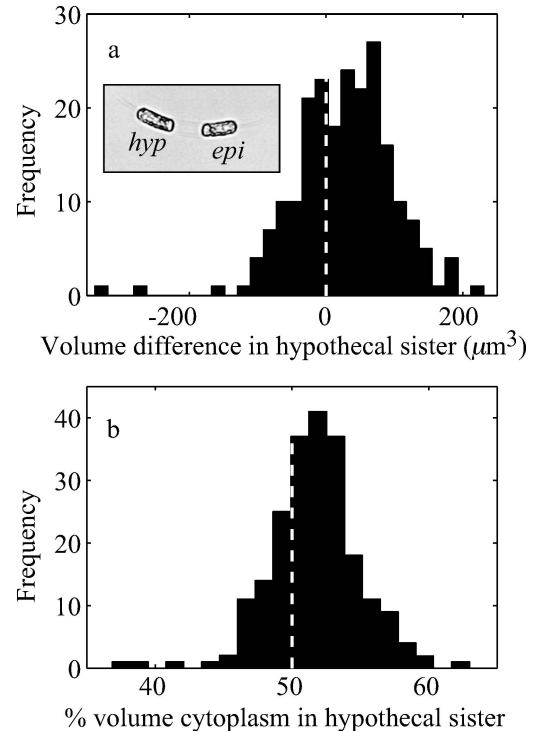 30
a
20
hyp
epi
10
0
Frequency
-200
0
200
Volume difference in hypothecal sister (μm³)
40
b
30
20
10
0
Frequency
40
50
60
% volume cytoplasm in hypothecal sister